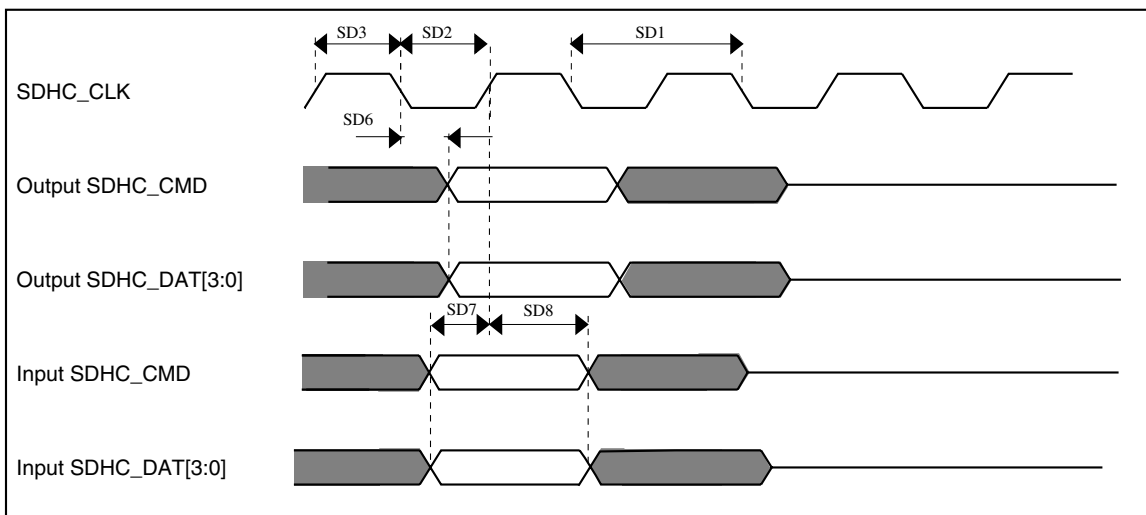 SD3
SD2
SD1
SDHC_CLK
SD6
Output SDHC_CMD
Output SDHC_DAT[3:0]
SD7
SD8
Input SDHC_CMD
Input SDHC_DAT[3:0]